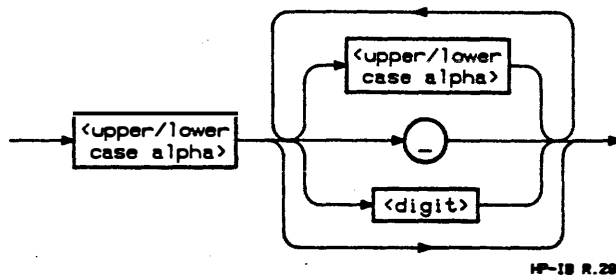 <upper/lower
case alpha>
<upper/lower
case alpha>
_
<digit>
HP-IB R.28